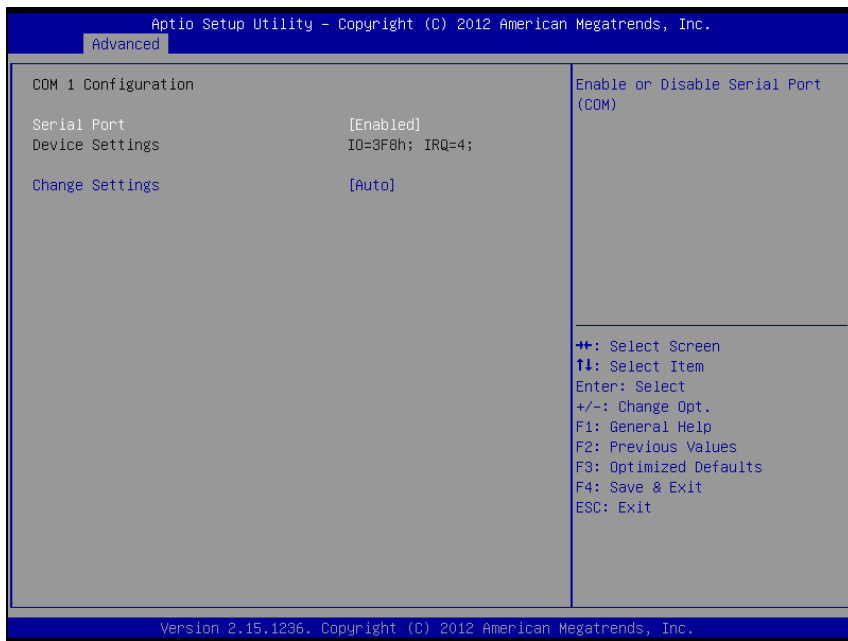 Aptio Setup Utility – Copyright (C) 2012 American Megatrends, Inc.
Advanced
COM 1 Configuration
Serial Port [Enabled]
Device Settings IO=3F8h; IRQ=4;
Change Settings [Auto]
Enable or Disable Serial Port
(COM)
→←: Select Screen
↑↓: Select Item
Enter: Select
+/-: Change Opt.
F1: General Help
F2: Previous Values
F3: Optimized Defaults
F4: Save & Exit
ESC: Exit
Version 2.15.1236. Copyright (C) 2012 American Megatrends, Inc.